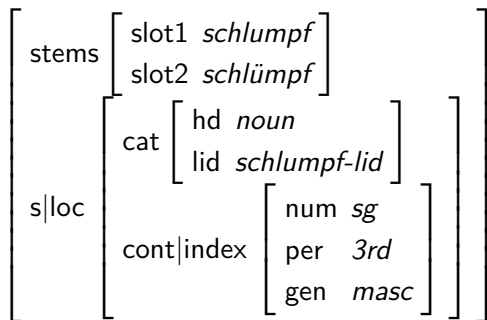 stems slot1 schlumpf
slot2 schlümpf
s|loc cat hd noun
lid schlumpf-lid
cont|index num sg
per 3rd
gen masc